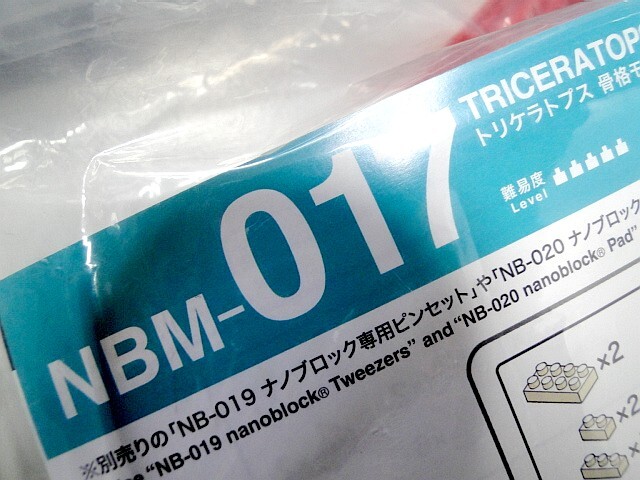 NBM-017
TRICERATOPS
トリケラトプス 骨格モ
難易度
Level
※別売りの「NB-019 ナノブロック専用ピンセット」や「NB-020 ナノブロック
"NB-019 nanoblock® Tweezers" and "NB-020 nanoblock® Pad"
×2
×2
×